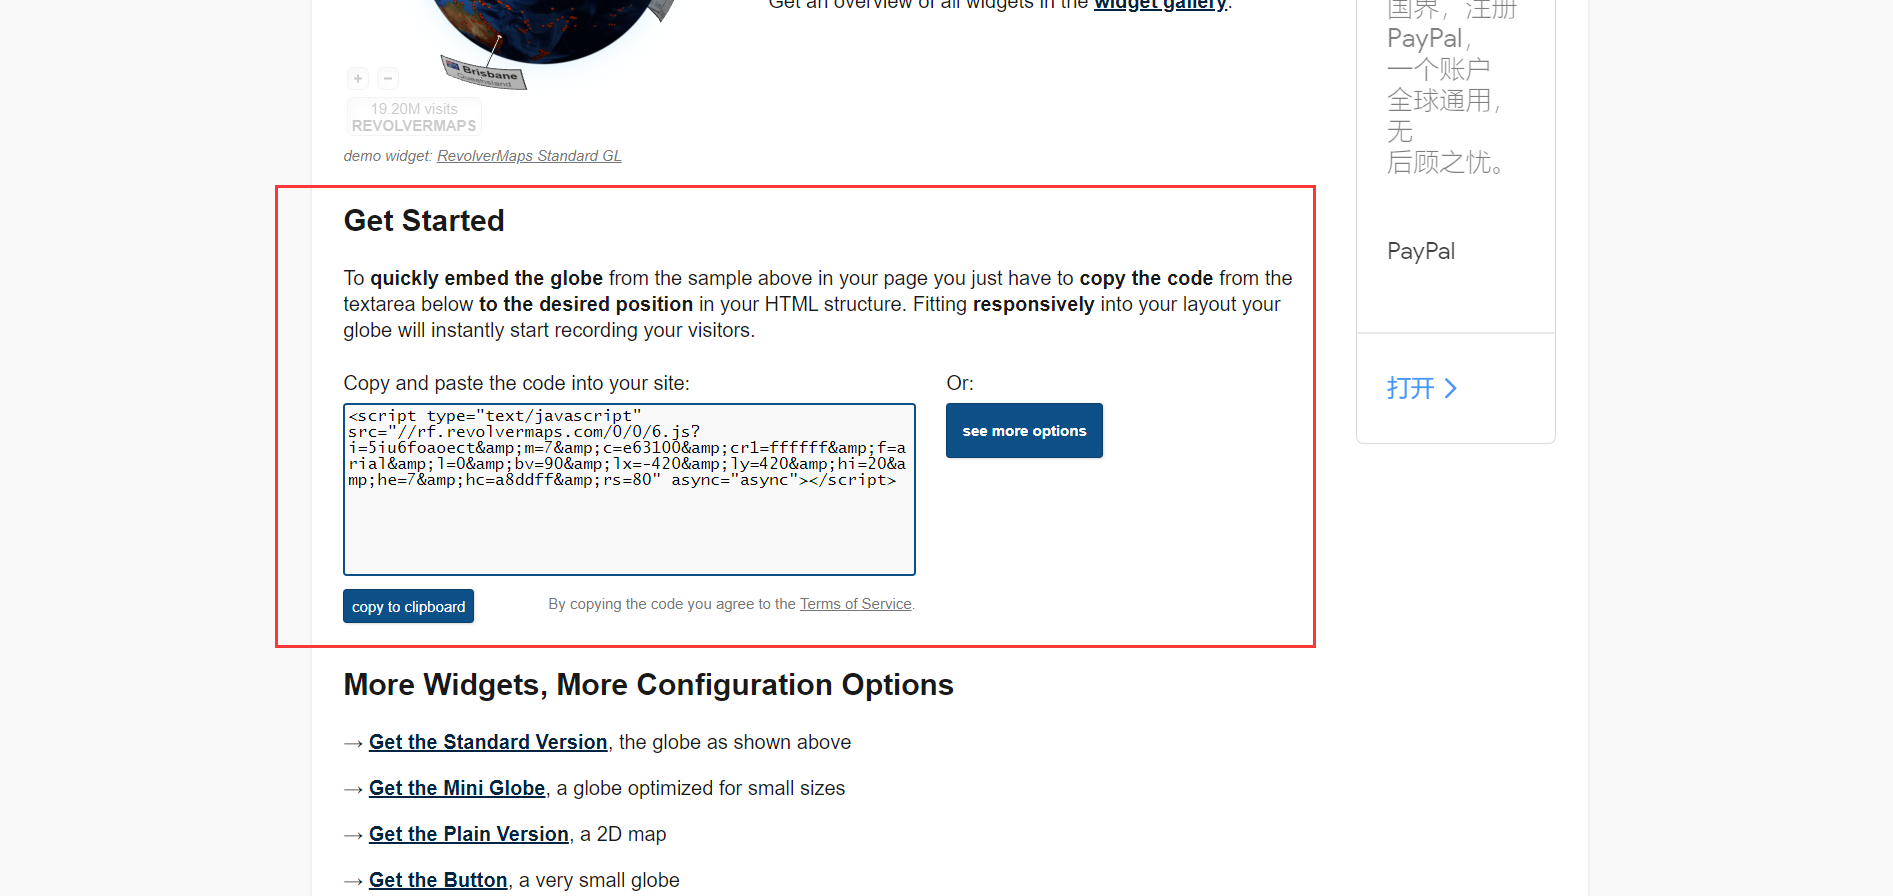 Get an overview of all widgets in the widget gallery.
Brisbane
Queensland
+ −
19.20M visits
REVOLVERMAPS
demo widget: RevolverMaps Standard GL
Get Started
To quickly embed the globe from the sample above in your page you just have to copy the code from the
textarea below to the desired position in your HTML structure. Fitting responsively into your layout your
globe will instantly start recording your visitors.
Copy and paste the code into your site:
<script type="text/javascript"
src="//rf.revolvermaps.com/0/0/6.js?
i=5iu6foaoect&amp;m=7&amp;c=e63100&amp;cr1=ffffff&amp;f=a
rial&amp;l=0&amp;bv=90&amp;lx=-420&amp;ly=420&amp;hi=20&a
mp;he=7&amp;hc=a8ddff&amp;rs=80" async="async"></script>
Or:
see more options
copy to clipboard
By copying the code you agree to the Terms of Service.
More Widgets, More Configuration Options
→ Get the Standard Version, the globe as shown above
→ Get the Mini Globe, a globe optimized for small sizes
→ Get the Plain Version, a 2D map
→ Get the Button, a very small globe
国界，注册
PayPal，
一个账户
全球通用，
无
后顾之忧。
PayPal
打开 >